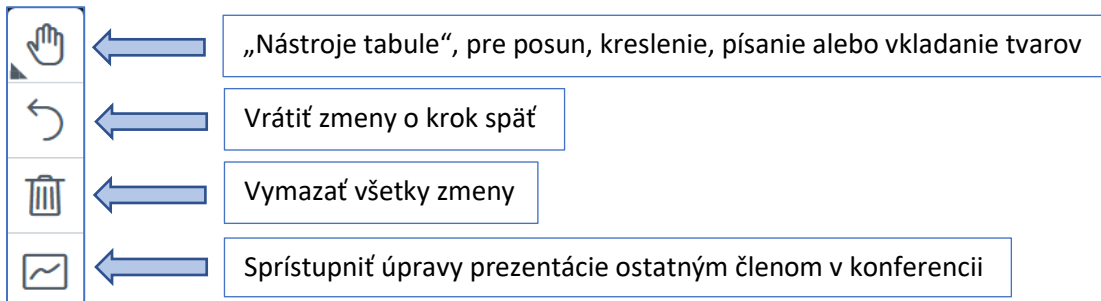 „Nástroje tabule“, pre posun, kreslenie, písanie alebo vkladanie tvarov
Vrátiť zmeny o krok späť
Vymazať všetky zmeny
Sprístupniť úpravy prezentácie ostatným členom v konferencii